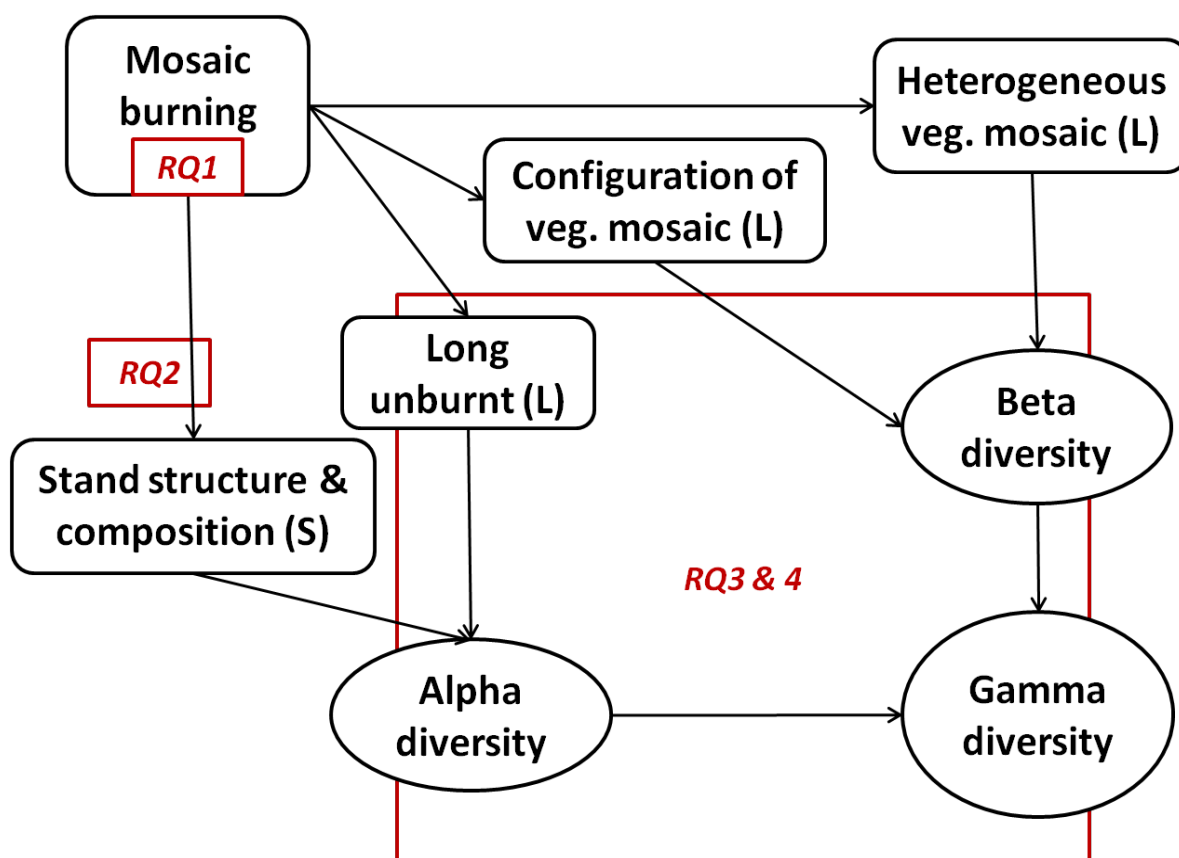 Mosaic
burning
RQ1
Heterogeneous
veg. mosaic (L)
Configuration of
veg. mosaic (L)
Long
unburnt (L)
RQ2
Beta
diversity
Stand structure &
composition (S)
RQ3 & 4
Alpha
diversity
Gamma
diversity